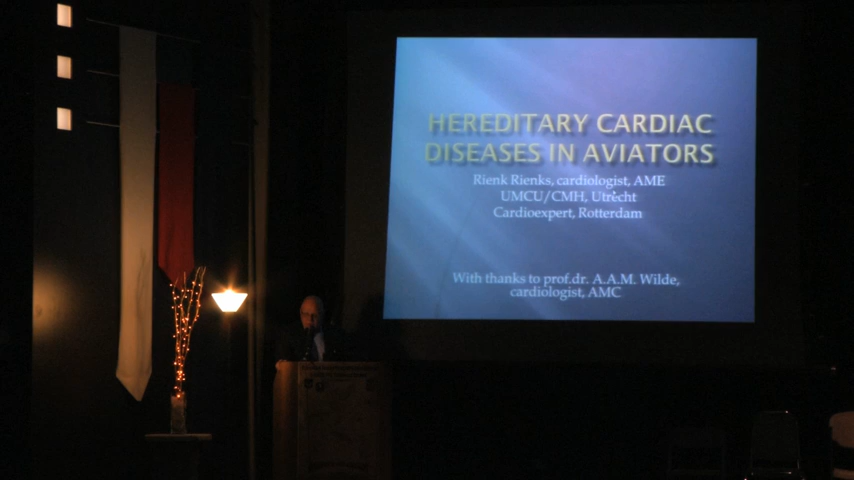 HEREDITARY CARDIAC
DISEASES IN AVIATORS
Rienk Rienks, cardiologist, AME
UMCU/CMH, Utrecht
Cardioexpert, Rotterdam
With thanks to prof.dr. A.A.M. Wilde,
cardiologist, AMC